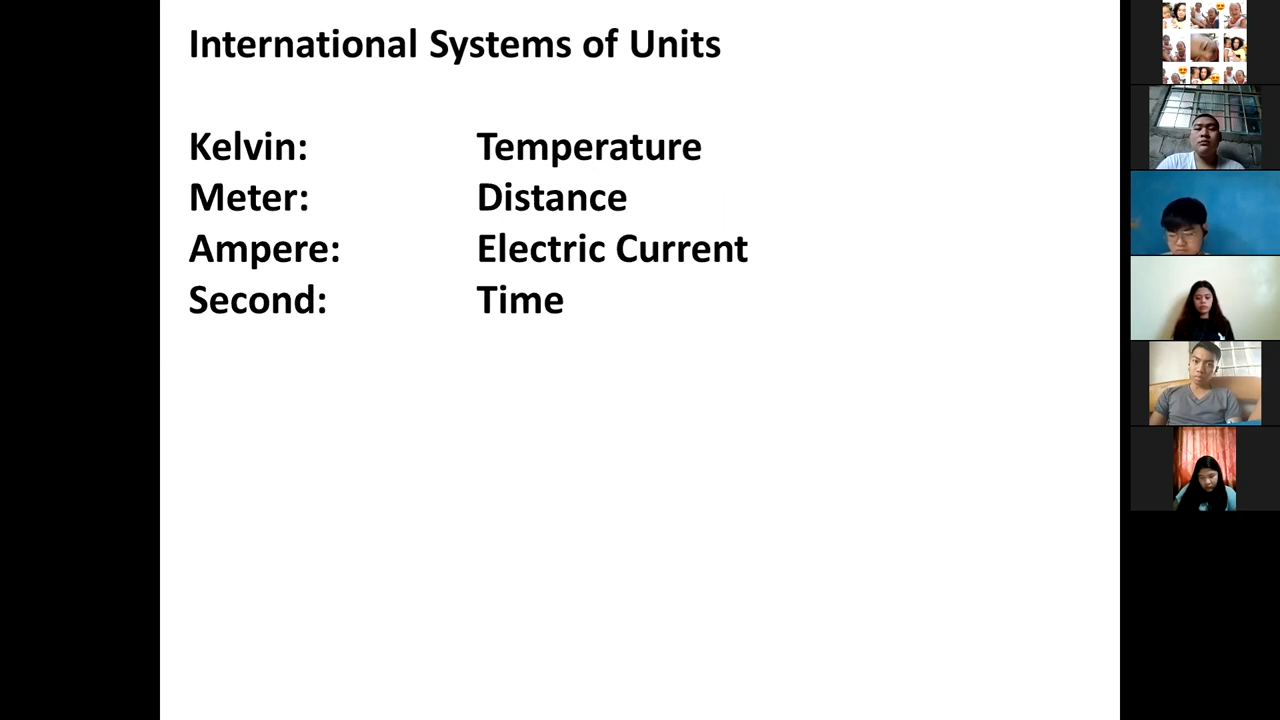 International Systems of Units
Kelvin: Temperature
Meter: Distance
Ampere: Electric Current
Second: Time